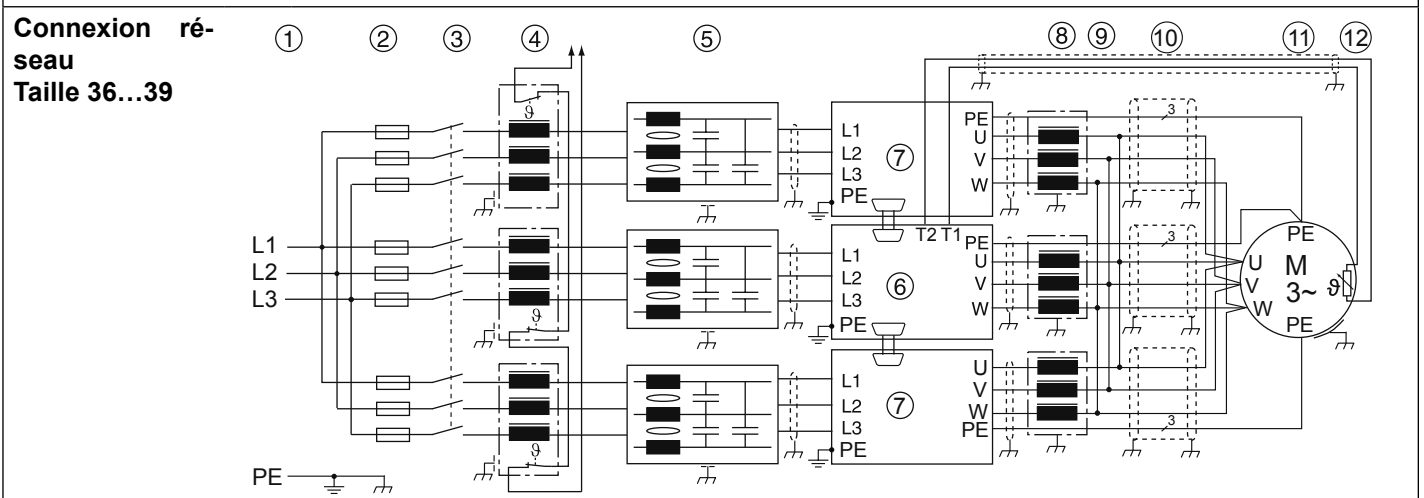 Connexion ré-
seau
Taille 36…39
① ② ③ ④ ⑤ ⑧ ⑨ ⑩ ⑪ ⑫
ϑ
L1 PE
U
L2 ⑦ V
L3 W
PE
3
T2 T1
L1
L2
L3
L1 PE
U
L2 ⑥ V
L3 W
PE
3
ϑ
PE
U M
V 3~ ϑ
W
PE
L1 U
L2 ⑦ V
L3 W
PE PE
3
ϑ
PE